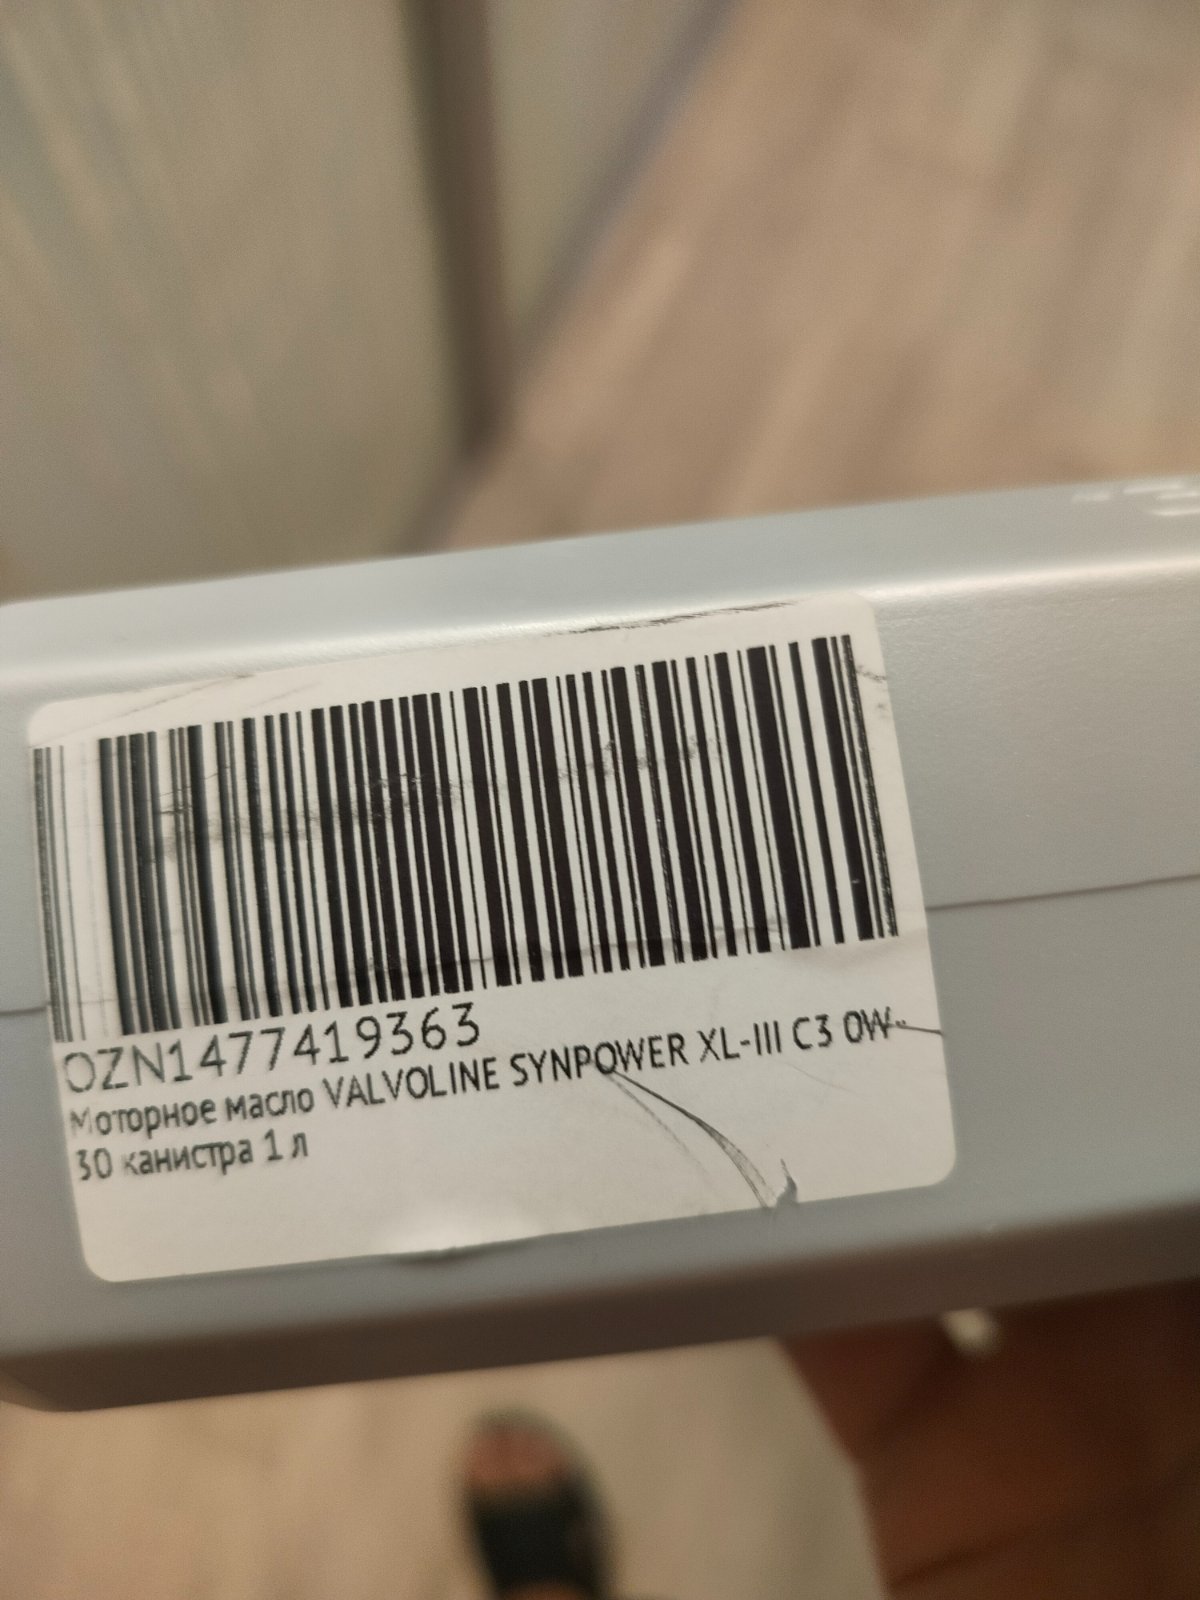 OZN1477419363
Моторное масло VALVOLINE SYNPOWER XL-III C3 0W-
30 канистра 1 л